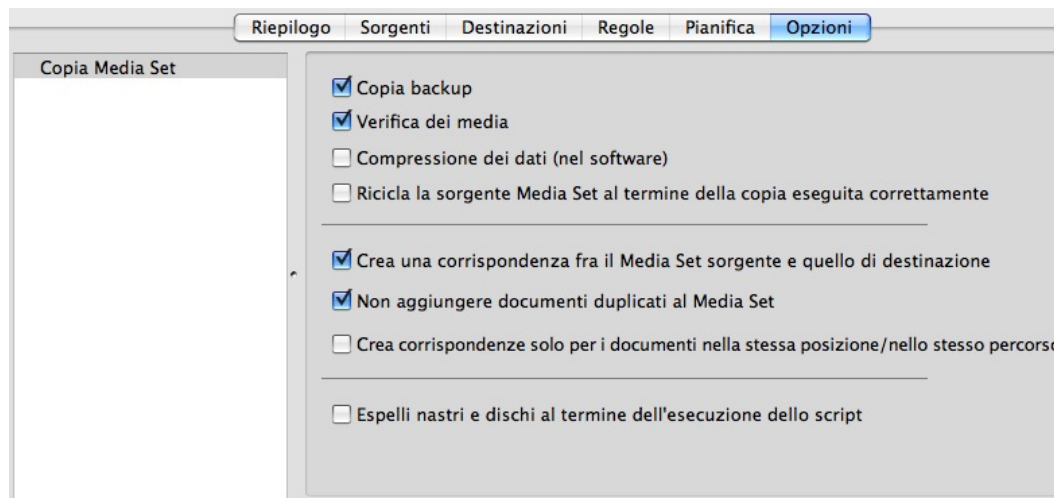 Riepilogo Sorgenti Destinazioni Regole Pianifica Opzioni
Copia Media Set
Copia backup
Verifica dei media
Compressione dei dati (nel software)
Ricicla la sorgente Media Set al termine della copia eseguita correttamente
Crea una corrispondenza fra il Media Set sorgente e quello di destinazione
Non aggiungere documenti duplicati al Media Set
Crea corrispondenze solo per i documenti nella stessa posizione/nello stesso percorso
Espelli nastri e dischi al termine dell'esecuzione dello script